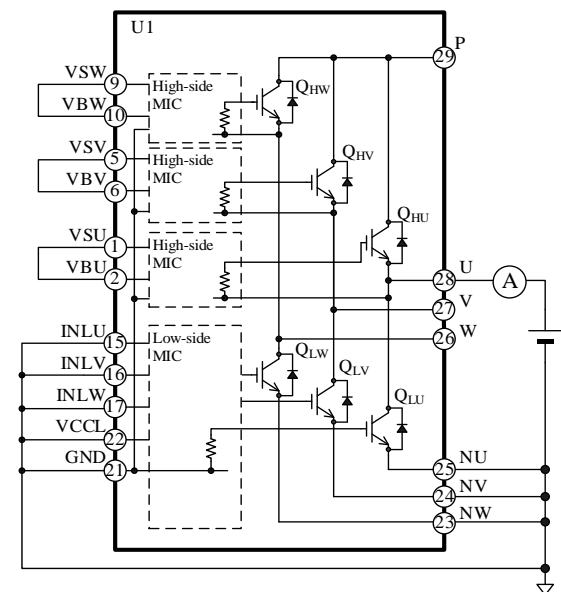 U1
P
29
VSW
9
High-side
MIC
QHW
VBW
10
VSV
5
High-side
MIC
QHV
VBV
6
VSU
1
High-side
MIC
QHU
VBU
2
U
28
A
V
27
W
26
INLU
15
Low-side
MIC
QLW
INLV
16
QLV
INLW
17
QLU
VCCL
22
GND
21
NU
25
NV
24
NW
23